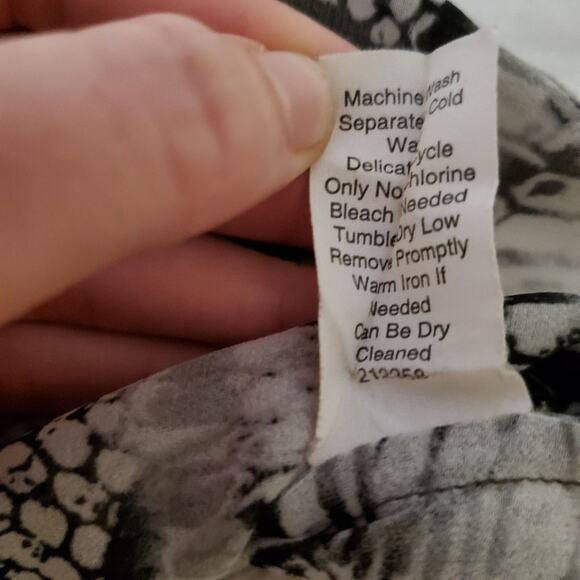 Machine Wash
Separate Cold
Wa
Delicat ycle
Only No hlorine
Bleach Needed
Tumble Dry Low
Remove Promptly
Warm Iron If
Needed
Can Be Dry
Cleaned